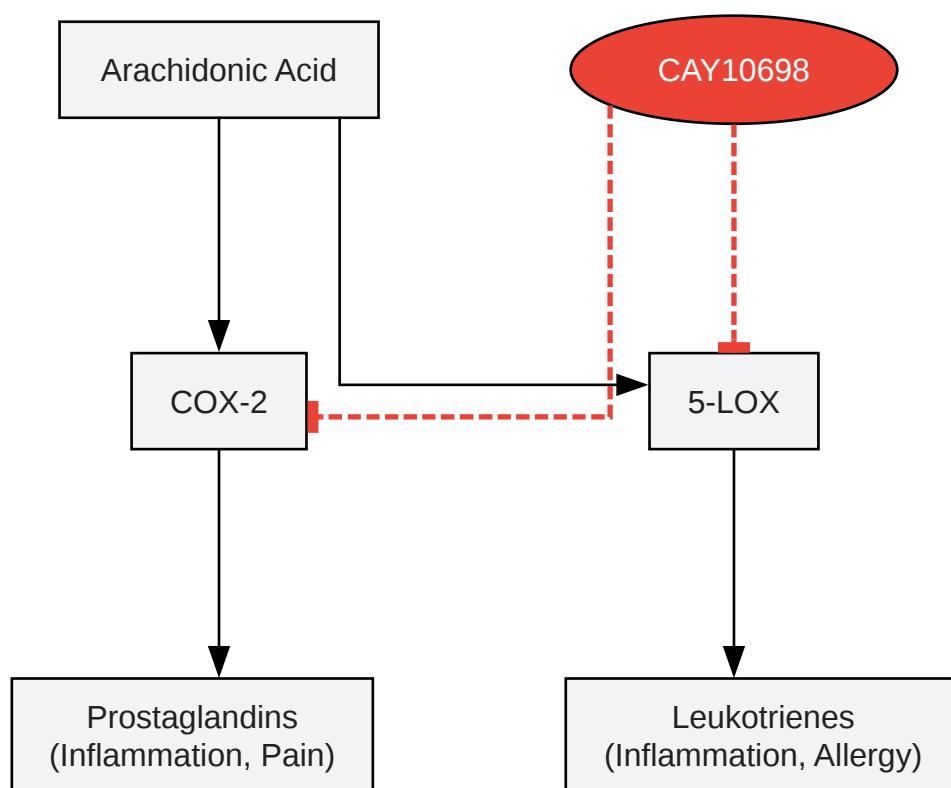 Arachidonic Acid
CAY10698
COX-2
5-LOX
Prostaglandins
(Inflammation, Pain)
Leukotrienes
(Inflammation, Allergy)